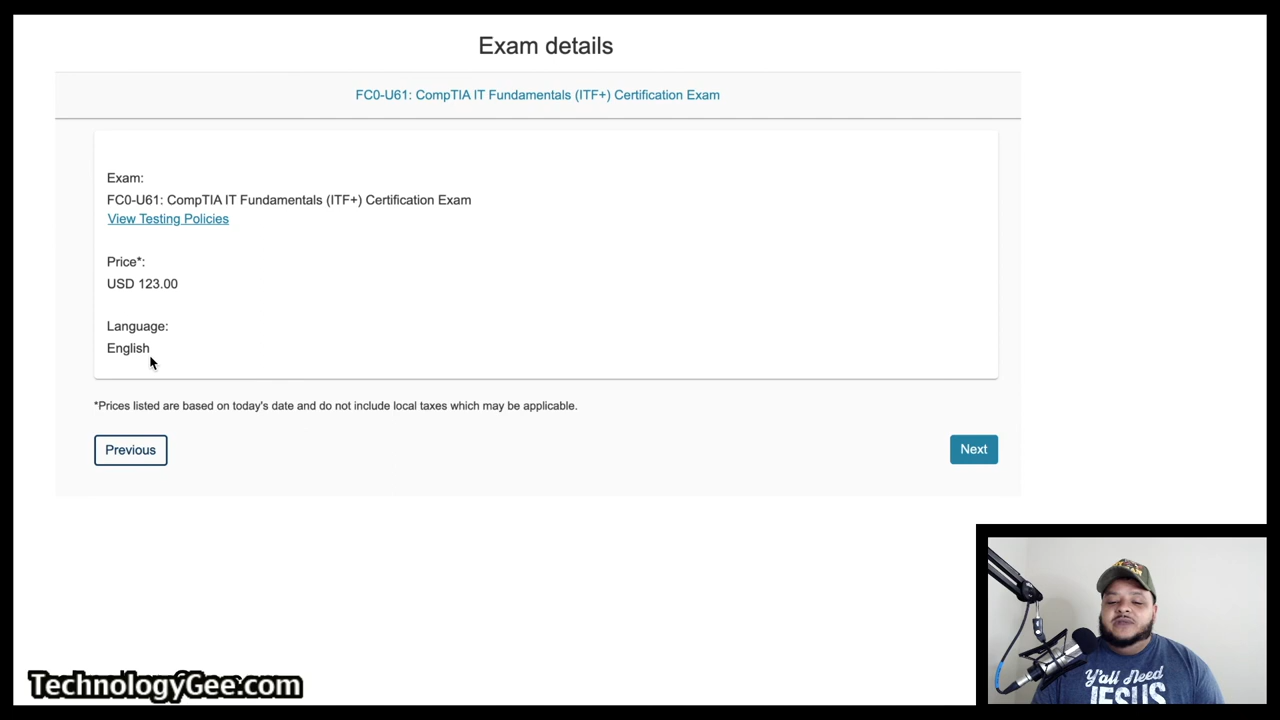 Exam details
FC0-U61: CompTIA IT Fundamentals (ITF+) Certification Exam
Exam:
FC0-U61: CompTIA IT Fundamentals (ITF+) Certification Exam
View Testing Policies
Price*:
USD 123.00
Language:
English
*Prices listed are based on today's date and do not include local taxes which may be applicable.
Previous
Next
TechnologyGee.com
Y'all Need
JESUS